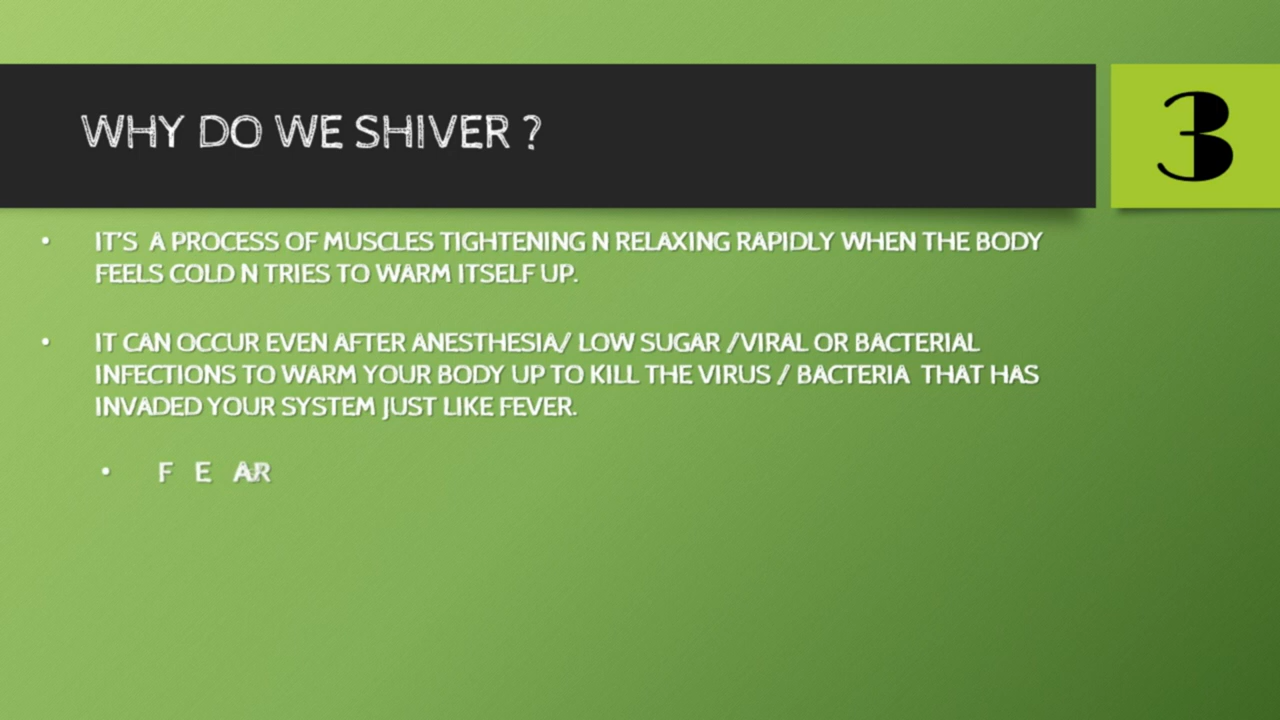 WHY DO WE SHIVER ?
3
• IT'S A PROCESS OF MUSCLES TIGHTENING N RELAXING RAPIDLY WHEN THE BODY
FEELS COLD N TRIES TO WARM ITSELF UP.
• IT CAN OCCUR EVEN AFTER ANESTHESIA/ LOW SUGAR /VIRAL OR BACTERIAL
INFECTIONS TO WARM YOUR BODY UP TO KILL THE VIRUS / BACTERIA THAT HAS
INVADED YOUR SYSTEM JUST LIKE FEVER.
• F E AR